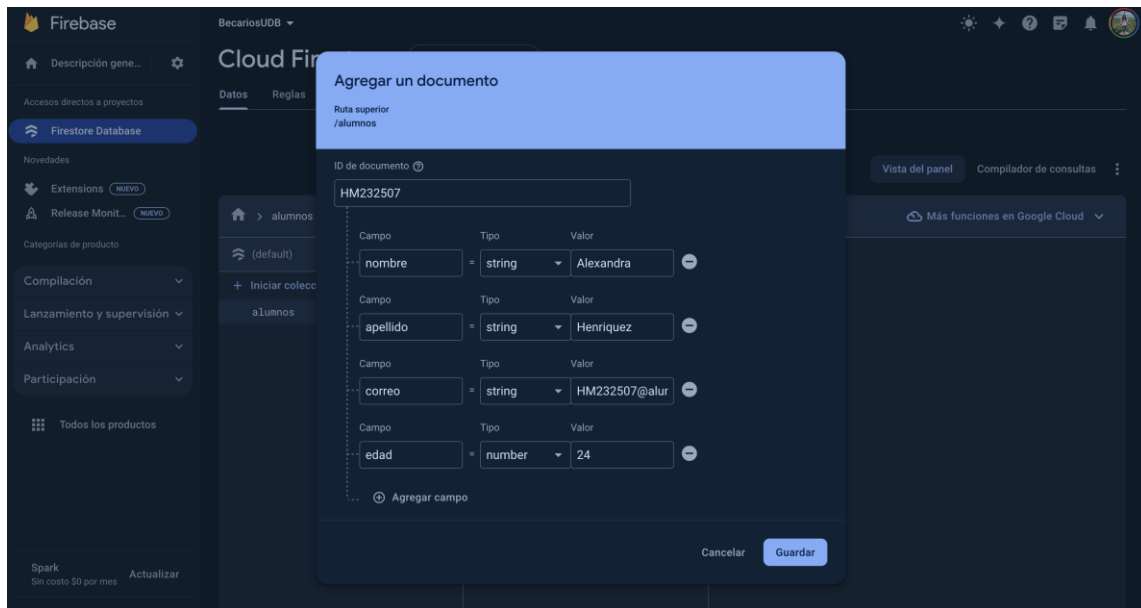 Firebase
BecariosUDB
Descripción gene...
Cloud Fir
Accesos directos a proyectos
Datos Reglas
Firestore Database
Novedades
Extensions NUEVO
Release Monit... NUEVO
Categorías de producto
Compilación
Lanzamiento y supervisión
Analytics
Participación
Todos los productos
Spark
Sin costo $0 por mes
Actualizar
Vista del panel Compilador de consultas
> alumnos
Más funciones en Google Cloud
(default)
+ Iniciar colecc
alumnos
Agregar un documento
Ruta superior
/alumnos
ID de documento
HM232507
Campo Tipo Valor
nombre = string Alexandra
Campo Tipo Valor
apellido = string Henriquez
Campo Tipo Valor
correo = string HM232507@alur
Campo Tipo Valor
edad = number 24
Agregar campo
Cancelar Guardar